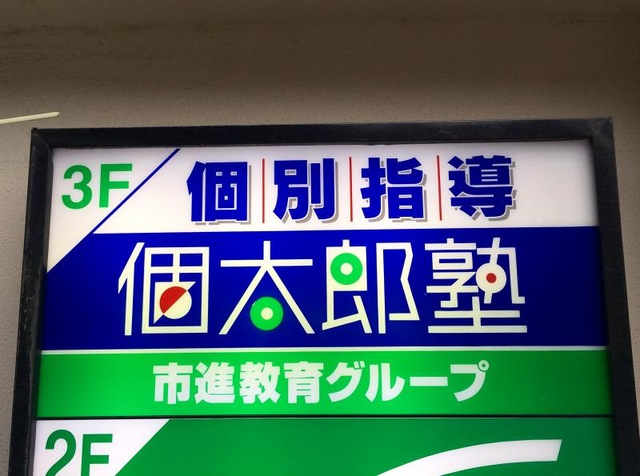 3F
個別指導
個太郎塾
市進教育グループ
2F